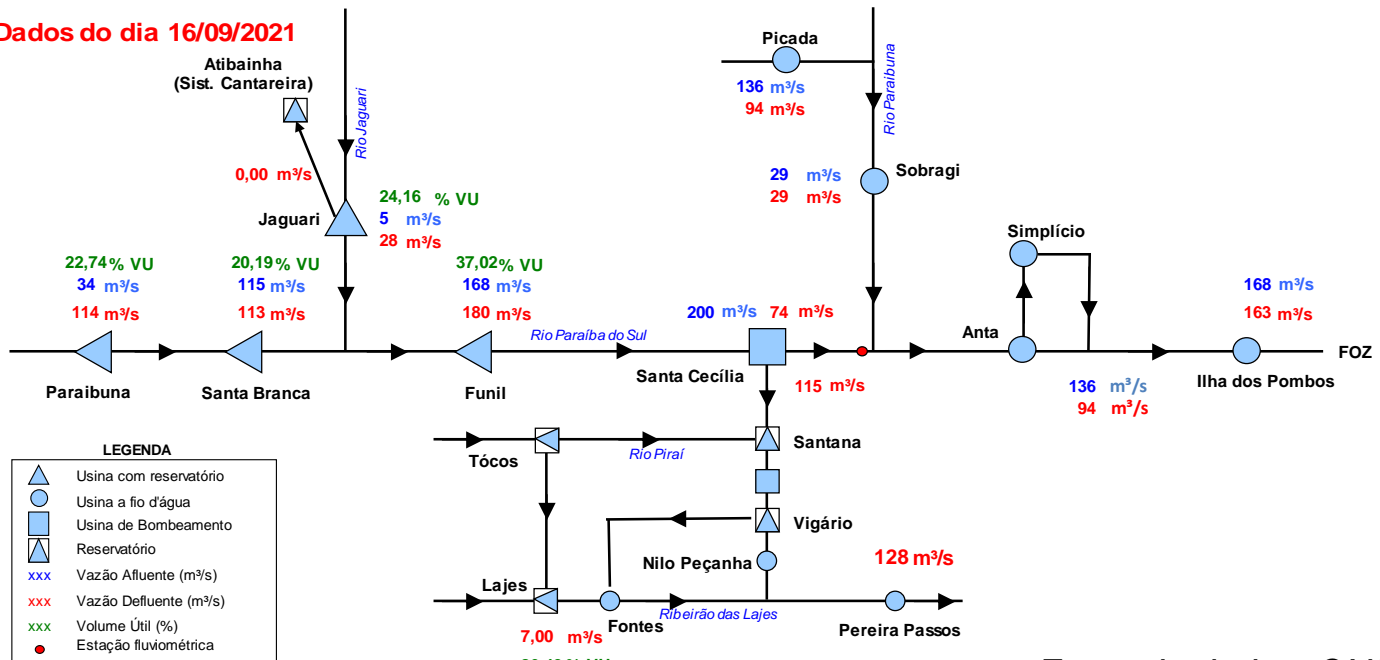 Dados do dia 16/09/2021
Atibainha
(Sist. Cantareira)
Rio Jaguari
0,00 m³/s
Jaguari
24,16 % VU
5 m³/s
28 m³/s
Picada
136 m³/s
94 m³/s
Rio Paraibuna
29 m³/s
29 m³/s
Sobragi
Simplício
22,74% VU
34 m³/s
114 m³/s
Paraibuna
20,19% VU
115 m³/s
113 m³/s
Santa Branca
37,02% VU
168 m³/s
180 m³/s
Funil
Rio Paraíba do Sul
200 m³/s 74 m³/s
Santa Cecília
115 m³/s
Anta
136 m³/s
94 m³/s
168 m³/s
163 m³/s
Ilha dos Pombos
FOZ
Tócos
Rio Piraí
Santana
Vigário
Nilo Peçanha
128 m³/s
Lajes
7,00 m³/s
Fontes
Ribeirão das Lajes
Pereira Passos
LEGENDA
Usina com reservatório
Usina a fio d'água
Usina de Bombeamento
Reservatório
xxx Vazão Afluente (m³/s)
xxx Vazão Defluente (m³/s)
xxx Volume Útil (%)
Estação fluviométrica